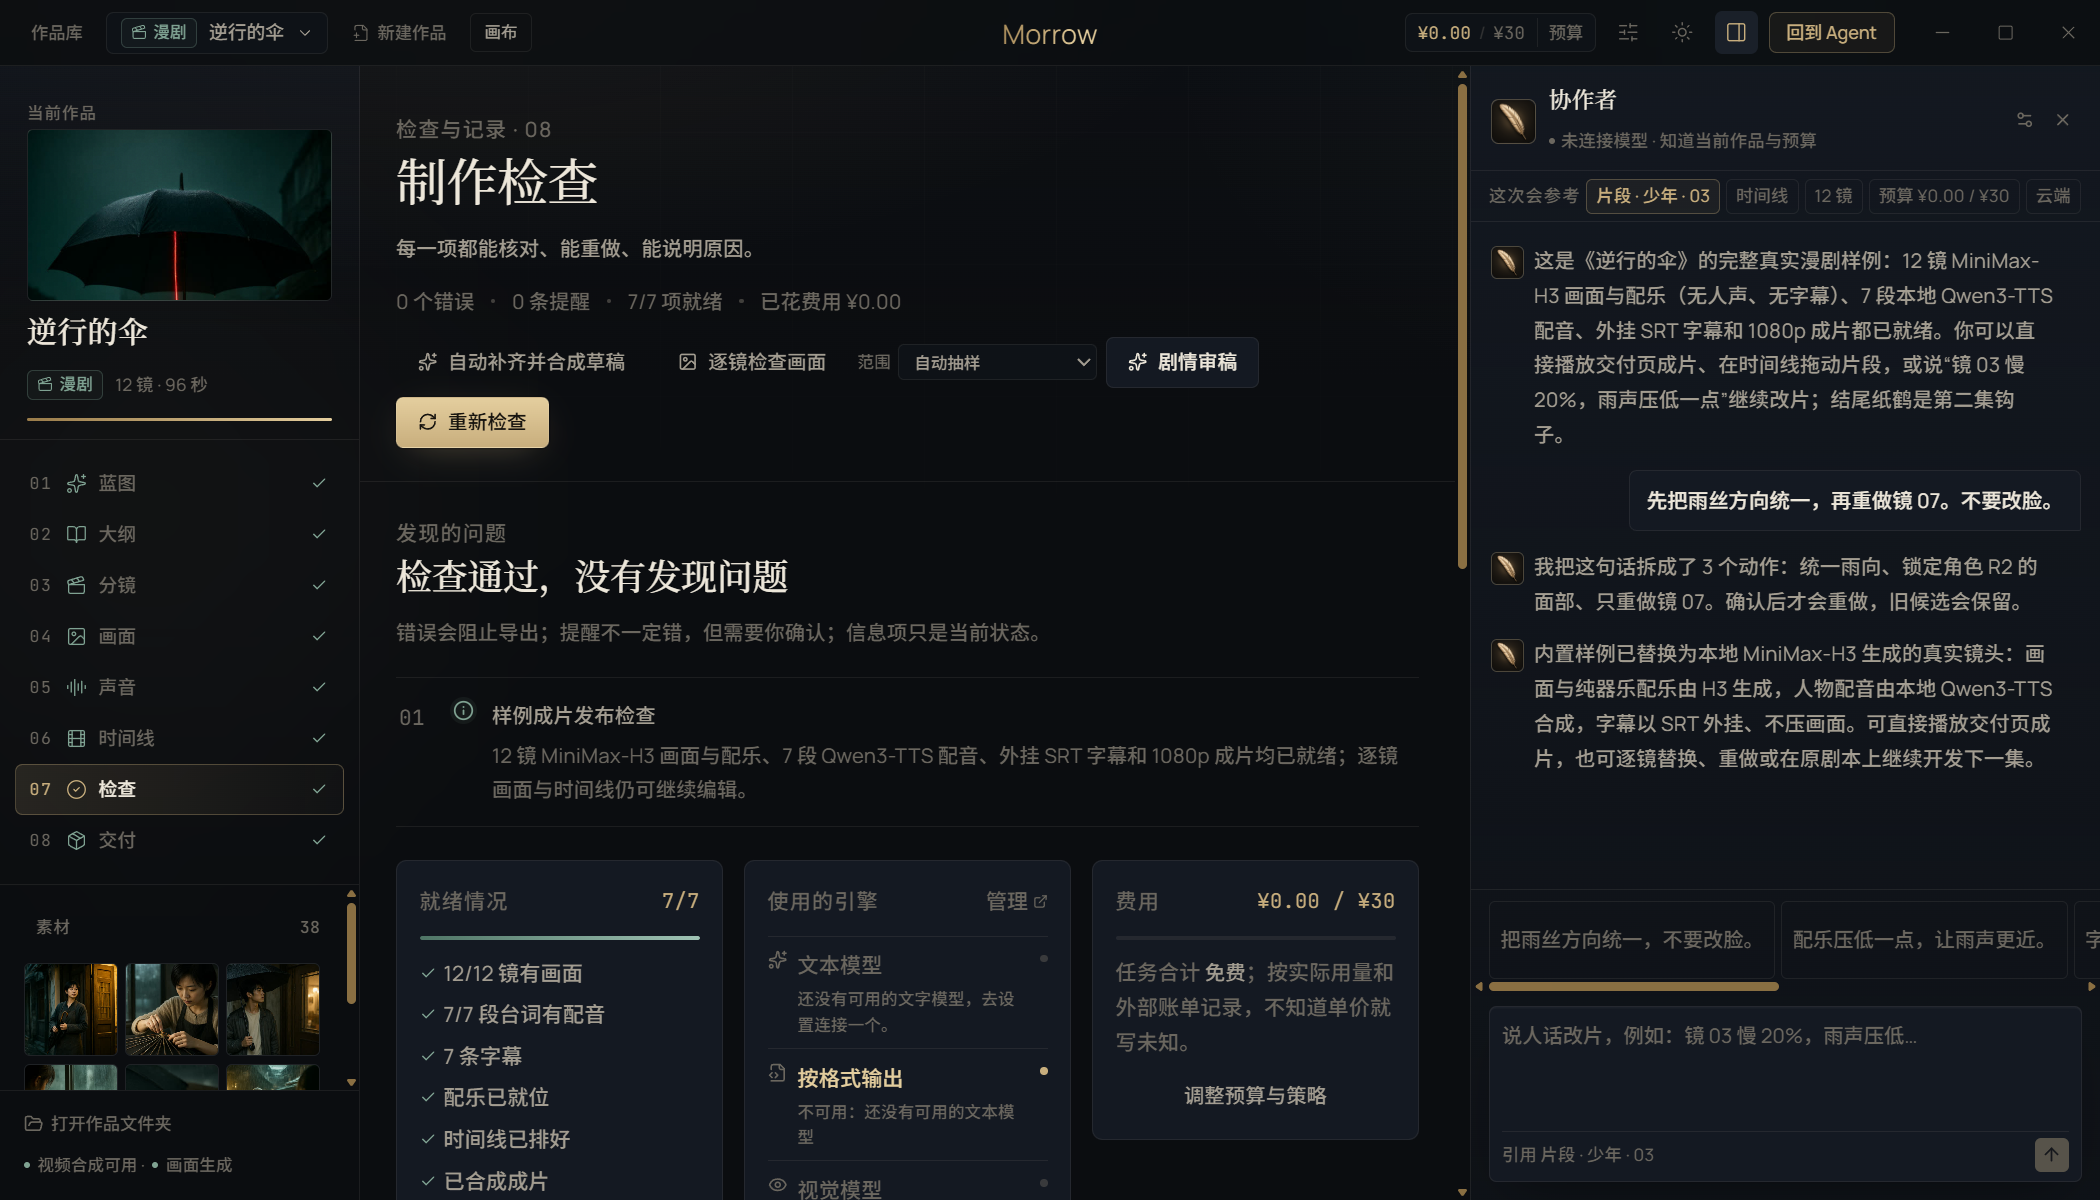 作品库
漫剧 逆行的伞
新建作品
画布
Morrow
¥0.00 / ¥30 预算
回到 Agent
当前作品
逆行的伞
漫剧 12 镜 · 96 秒
01 蓝图
02 大纲
03 分镜
04 画面
05 声音
06 时间线
07 检查
08 交付
素材 38
打开作品文件夹
视频合成可用 · 画面生成
检查与记录 · 08
制作检查
每一项都能核对、能重做、能说明原因。
0 个错误 · 0 条提醒 · 7/7 项就绪 · 已花费用 ¥0.00
自动补齐并合成草稿
逐镜检查画面
范围 自动抽样
剧情审稿
重新检查
发现的问题
检查通过，没有发现问题
错误会阻止导出；提醒不一定错，但需要你确认；信息项只是当前状态。
01 样例成片发布检查
12 镜 MiniMax-H3 画面与配乐、7 段 Qwen3-TTS 配音、外挂 SRT 字幕和 1080p 成片均已就绪；逐镜
画面与时间线仍可继续编辑。
就绪情况 7/7
12/12 镜有画面
7/7 段台词有配音
7 条字幕
配乐已就位
时间线已排好
已合成成片
使用的引擎 管理
文本模型
还没有可用的文字模型，去设
置连接一个。
按格式输出
不可用：还没有可用的文本模
型
视觉模型
费用 ¥0.00 / ¥30
任务合计 免费；按实际用量和
外部账单记录，不知道单价就
写未知。
调整预算与策略
协作者
未连接模型 · 知道当前作品与预算
这次会参考 片段 · 少年 · 03 时间线 12 镜 预算 ¥0.00 / ¥30 云端
这是《逆行的伞》的完整真实漫剧样例：12 镜 MiniMax-
H3 画面与配乐（无人声、无字幕）、7 段本地 Qwen3-TTS
配音、外挂 SRT 字幕和 1080p 成片都已就绪。你可以直
接播放交付页成片、在时间线拖动片段，或说“镜 03 慢
20%，雨声压低一点”继续改片；结尾纸鹤是第二集钩
子。
先把雨丝方向统一，再重做镜 07。不要改脸。
我把这句话拆成了 3 个动作：统一雨向、锁定角色 R2 的
面部、只重做镜 07。确认后才会重做，旧候选会保留。
内置样例已替换为本地 MiniMax-H3 生成的真实镜头：画
面与纯器乐配乐由 H3 生成，人物配音由本地 Qwen3-TTS
合成，字幕以 SRT 外挂、不压画面。可直接播放交付页成
片，也可逐镜替换、重做或在原剧本上继续开发下一集。
把雨丝方向统一，不要改脸。
配乐压低一点，让雨声更近。
字
说人话改片，例如：镜 03 慢 20%，雨声压低...
引用 片段 · 少年 · 03